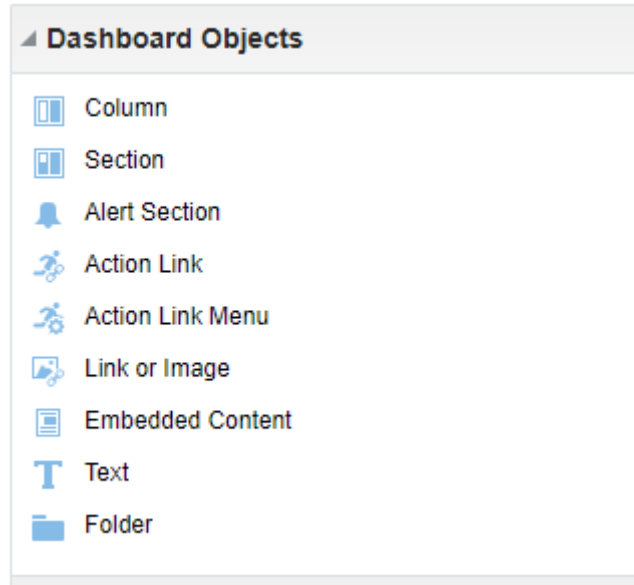 Dashboard Objects
Column
Section
Alert Section
Action Link
Action Link Menu
Link or Image
Embedded Content
Text
Folder